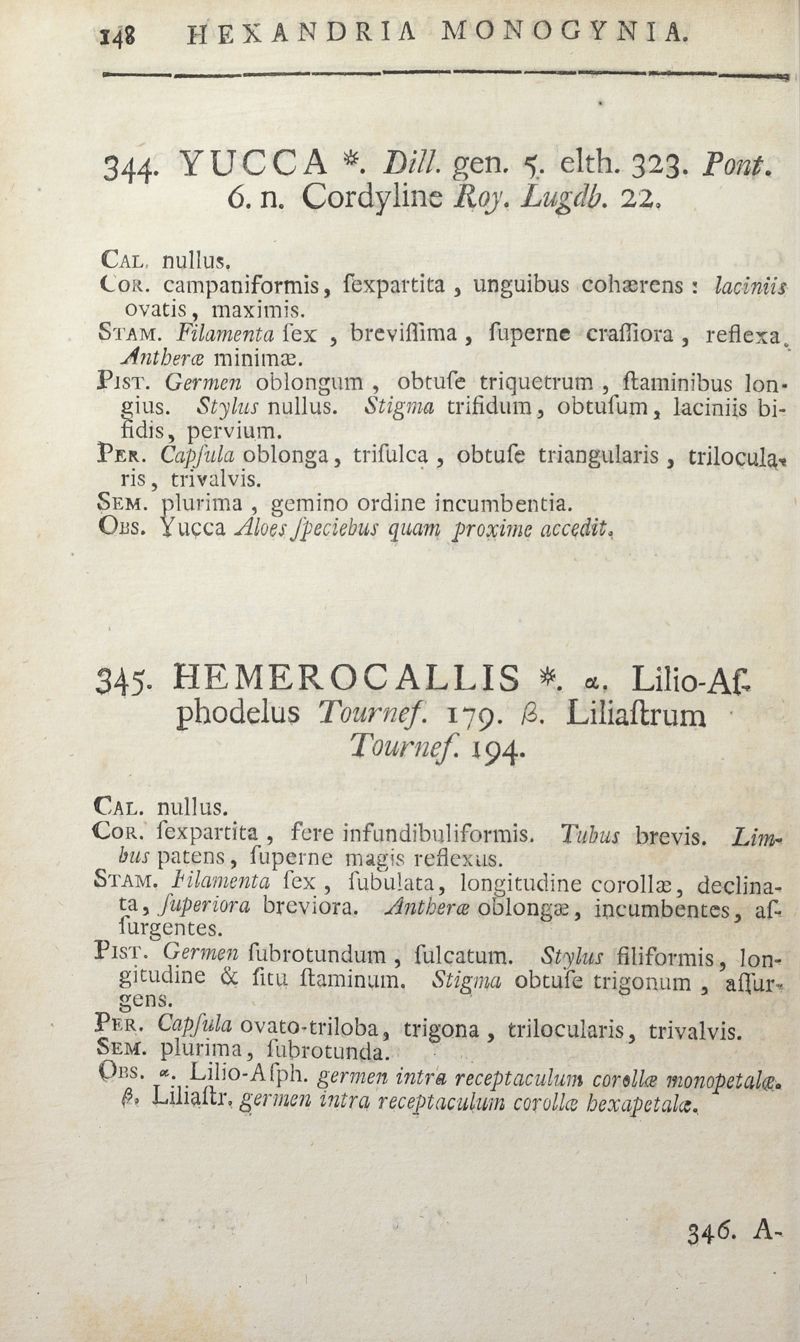 148 HEXANDRIA MONOGYNIA.
344. YUCCA *. Dill. gen. 5. elth. 323. Pont.
6. n. Cordyline Roy. Lugdb. 22.
CAL. nullus.
COR. campaniformis, ſexpartita, unguibus cohærens: laciniis
ovatis, maximis.
STAM. Filamenta ſex, breviſſima, ſuperne craſſiora, reflexa.
Antheræ minimæ.
PIST. Germen oblongum, obtuſe triquetrum, ſtaminibus lon-
gius. Stylus nullus. Stigma trifidum, obtuſum, laciniis bi-
fidis, pervium.
PER. Capſula oblonga, triſulca, obtuſe triangularis, trilocula-
ris, trivalvis.
SEM. plurima, gemino ordine incumbentia.
OBS. Yucca Aloes ſpeciebus quam proxime accedit.
345. HEMEROCALLIS *. α. Lilio-Aſ-
phodelus Tournef. 179. β. Liliaſtrum
Tournef. 194.
CAL. nullus.
COR. ſexpartita, fere infundibuliformis. Tubus brevis. Lim-
bus patens, ſuperne magis reflexus.
STAM. Filamenta ſex, ſubulata, longitudine corollæ, declina-
ta, ſuperiora breviora. Antheræ oblongæ, incumbentes, aſ-
ſurgentes.
PIST. Germen ſubrotundum, ſulcatum. Stylus filiformis, lon-
gitudine & ſitu ſtaminum. Stigma obtuſe trigonum, aſſur-
gens.
PER. Capſula ovato-triloba, trigona, trilocularis, trivalvis.
SEM. plurima, ſubrotunda.
OBS. α. Lilio-Aſph. germen intra receptaculum corollæ monopetalæ.
β. Liliaſtr. germen intra receptaculum corollæ hexapetalæ.
346. A-